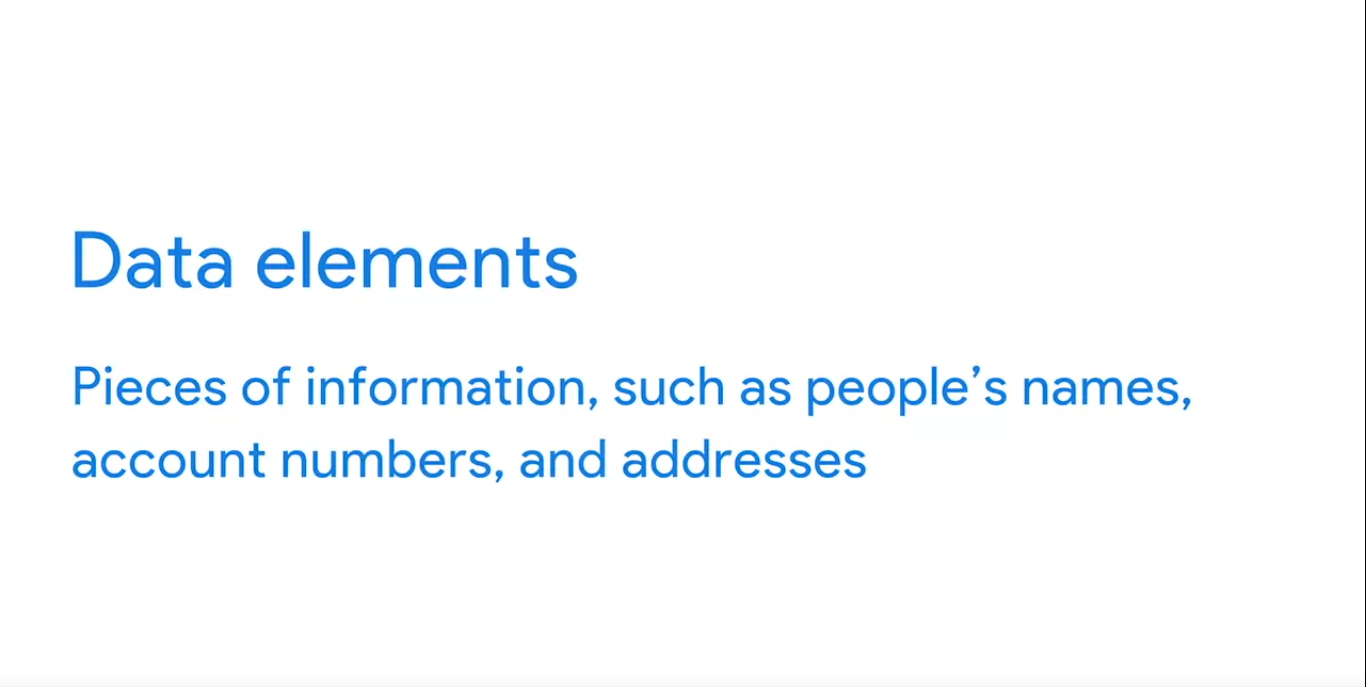 Data elements
Pieces of information, such as people’s names,
account numbers, and addresses